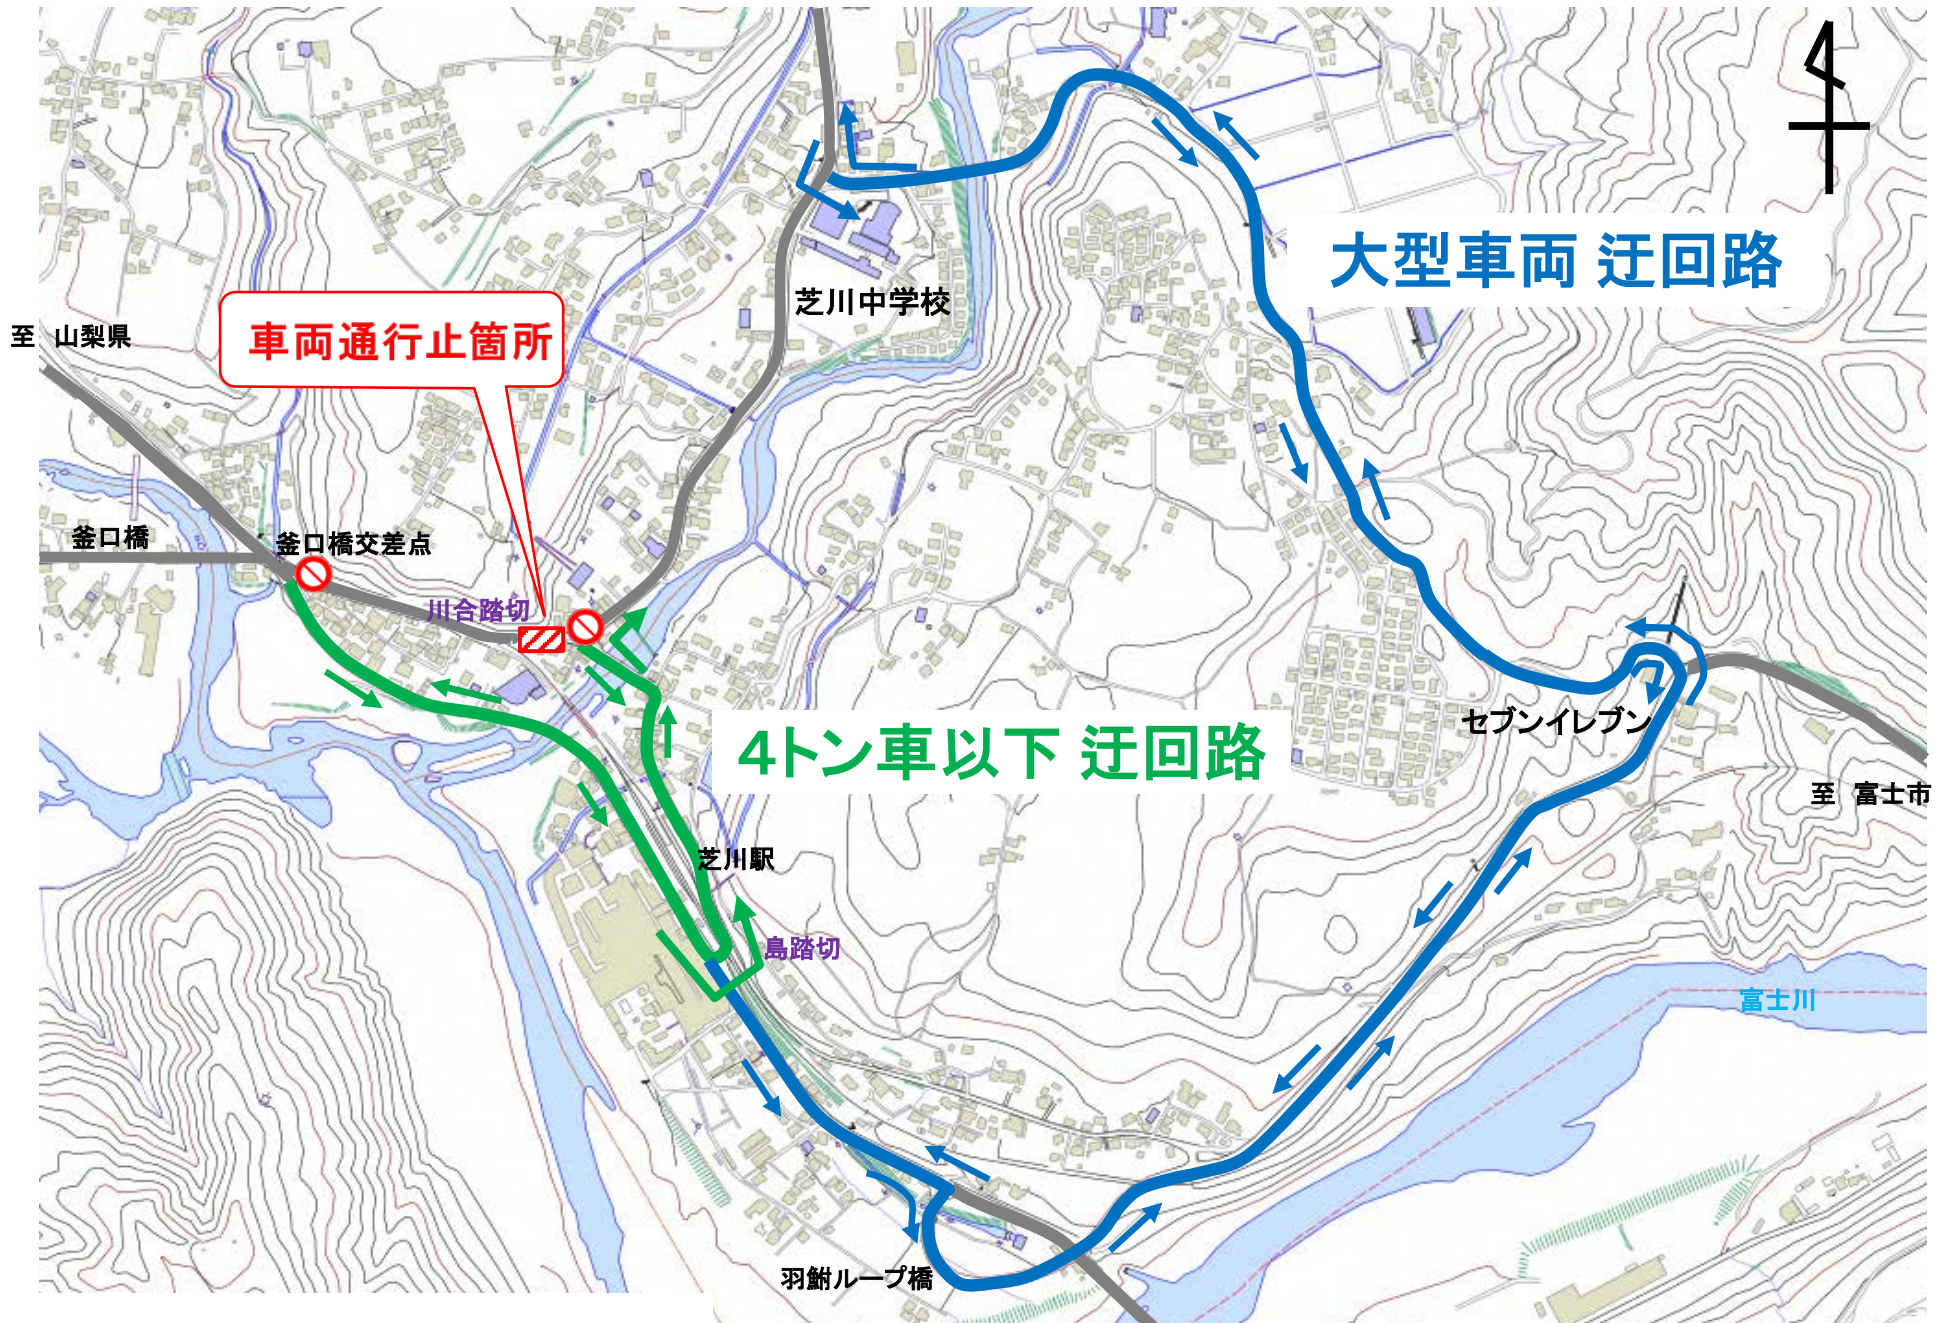 大型車両 迂回路
芝川中学校
車両通行止箇所
至 山梨県
釜口橋
釜口橋交差点
川合踏切
セブンイレブン
4トン車以下 迂回路
至 富士市
芝川駅
島踏切
富士川
羽鮒ループ橋